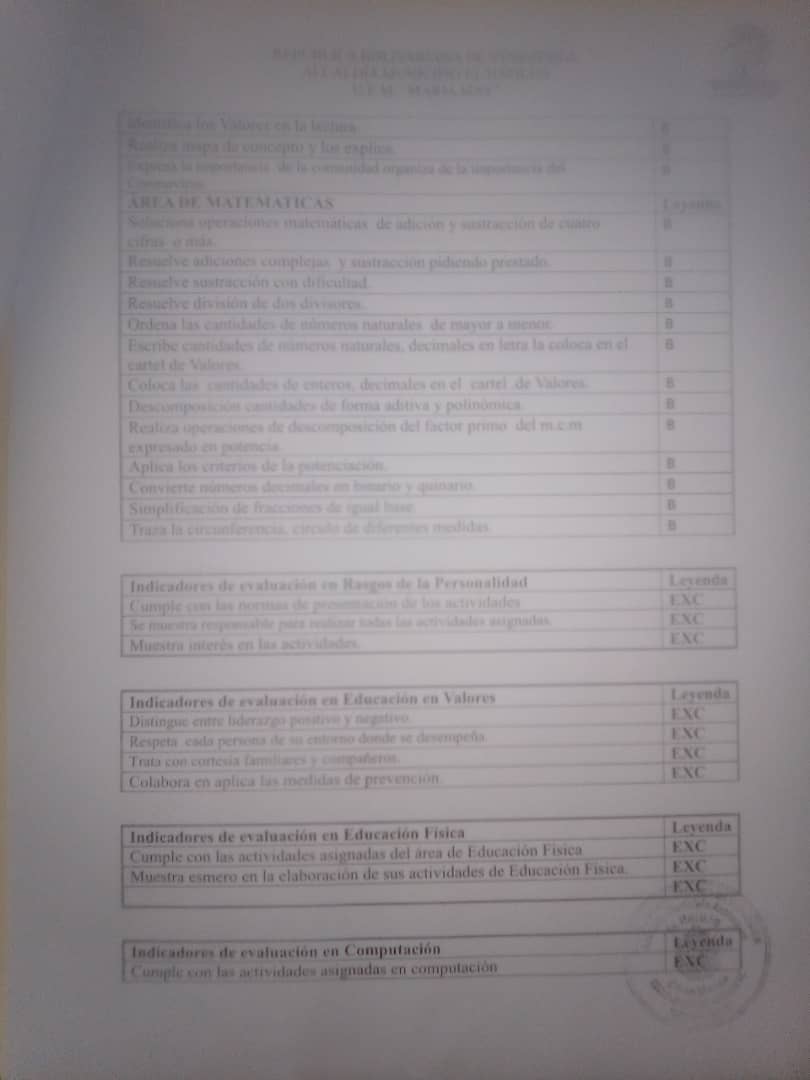 REPUBLICA BOLIVARIANA DE VENEZUELA
ALCALDIA MUNICIPIO
U.E.M.
Identifica los Valores en la lectura. B
Realiza mapa de concepto y los explica. B
Expresa la importancia de la comunidad organiza de la importancia del B
Coronavirus
ÁREA DE MATEMATICAS Leyenda
Soluciona operaciones matemáticas de adición y sustracción de cuatro B
cifras o más.
Resuelve adiciones complejas y sustracción pidiendo prestado. B
Resuelve sustracción con dificultad. B
Resuelve división de dos divisores. B
Ordena las cantidades de números naturales de mayor a menor. B
Escribe cantidades de números naturales, decimales en letra la coloca en el B
cartel de Valores.
Coloca las cantidades de enteros, decimales en el cartel de Valores. B
Descomposición cantidades de forma aditiva y polinómica. B
Realiza operaciones de descomposición del factor primo del m.c.m B
expresado en potencia.
Aplica los criterios de la potenciación. B
Convierte números decimales en binario y quinario. B
Simplificación de fracciones de igual base. B
Traza la circunferencia, circulo de diferentes medidas. B
Indicadores de evaluación en Rasgos de la Personalidad Leyenda
Cumple con las normas de presentación de los actividades EXC
Se muestra responsable para realizar todas las actividades asignadas. EXC
Muestra interés en las actividades. EXC
Indicadores de evaluación en Educación en Valores Leyenda
Distingue entre liderazgo positivo y negativo. EXC
Respeta cada persona de su entorno donde se desempeña. EXC
Trata con cortesía familiares y compañeros. EXC
Colabora en aplica las medidas de prevención. EXC
Indicadores de evaluación en Educación Física Leyenda
Cumple con las actividades asignadas del área de Educación Física EXC
Muestra esmero en la elaboración de sus actividades de Educación Física. EXC
EXC
Indicadores de evaluación en Computación Leyenda
Cumple con las actividades asignadas en computación EXC